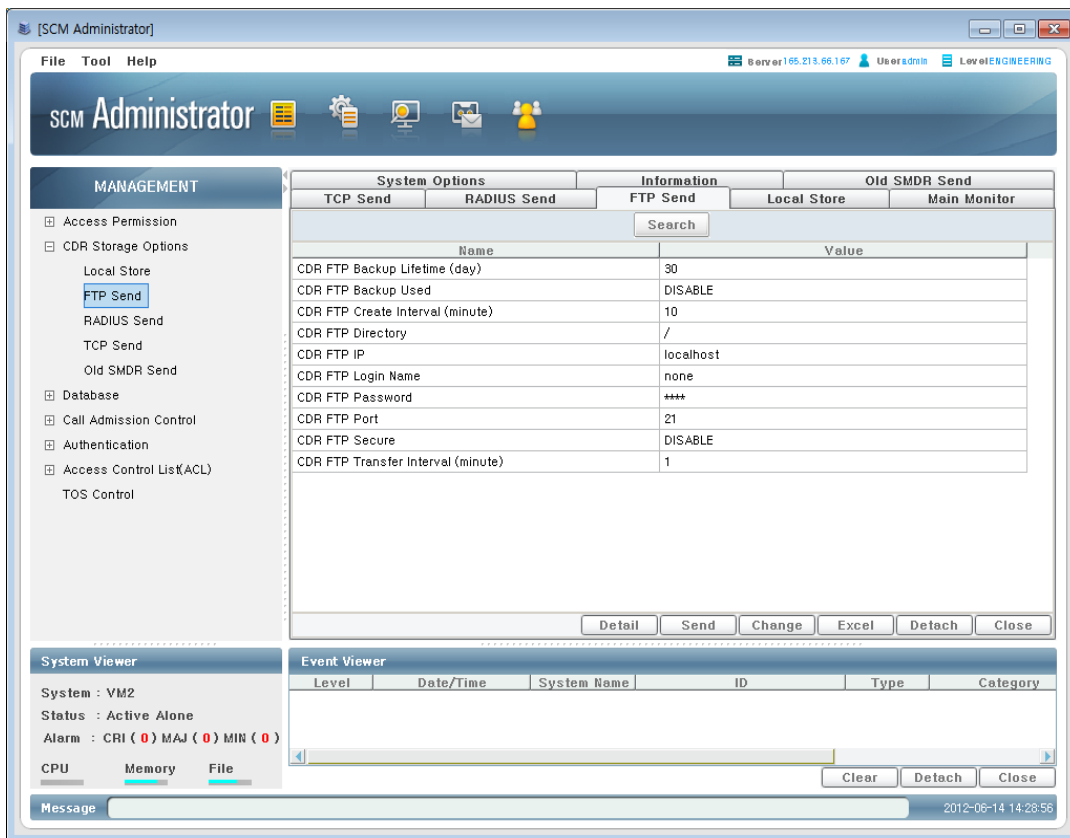 [SCM Administrator]
File Tool Help
Server165.213.66.167 Useradmin LevelENGINEERING
SCM Administrator
MANAGEMENT
Access Permission
CDR Storage Options
Local Store
FTP Send
RADIUS Send
TCP Send
Old SMDR Send
Database
Call Admission Control
Authentication
Access Control List(ACL)
TOS Control
System Options Information Old SMDR Send
TCP Send RADIUS Send FTP Send Local Store Main Monitor
Search
Name Value
CDR FTP Backup Lifetime (day) 30
CDR FTP Backup Used DISABLE
CDR FTP Create Interval (minute) 10
CDR FTP Directory /
CDR FTP IP localhost
CDR FTP Login Name none
CDR FTP Password ****
CDR FTP Port 21
CDR FTP Secure DISABLE
CDR FTP Transfer Interval (minute) 1
Detail Send Change Excel Detach Close
System Viewer
System : VM2
Status : Active Alone
Alarm : CRI ( 0 ) MAJ ( 0 ) MIN ( 0 )
CPU Memory File
Event Viewer
Level Date/Time System Name ID Type Category
Clear Detach Close
Message 2012-06-14 14:28:56